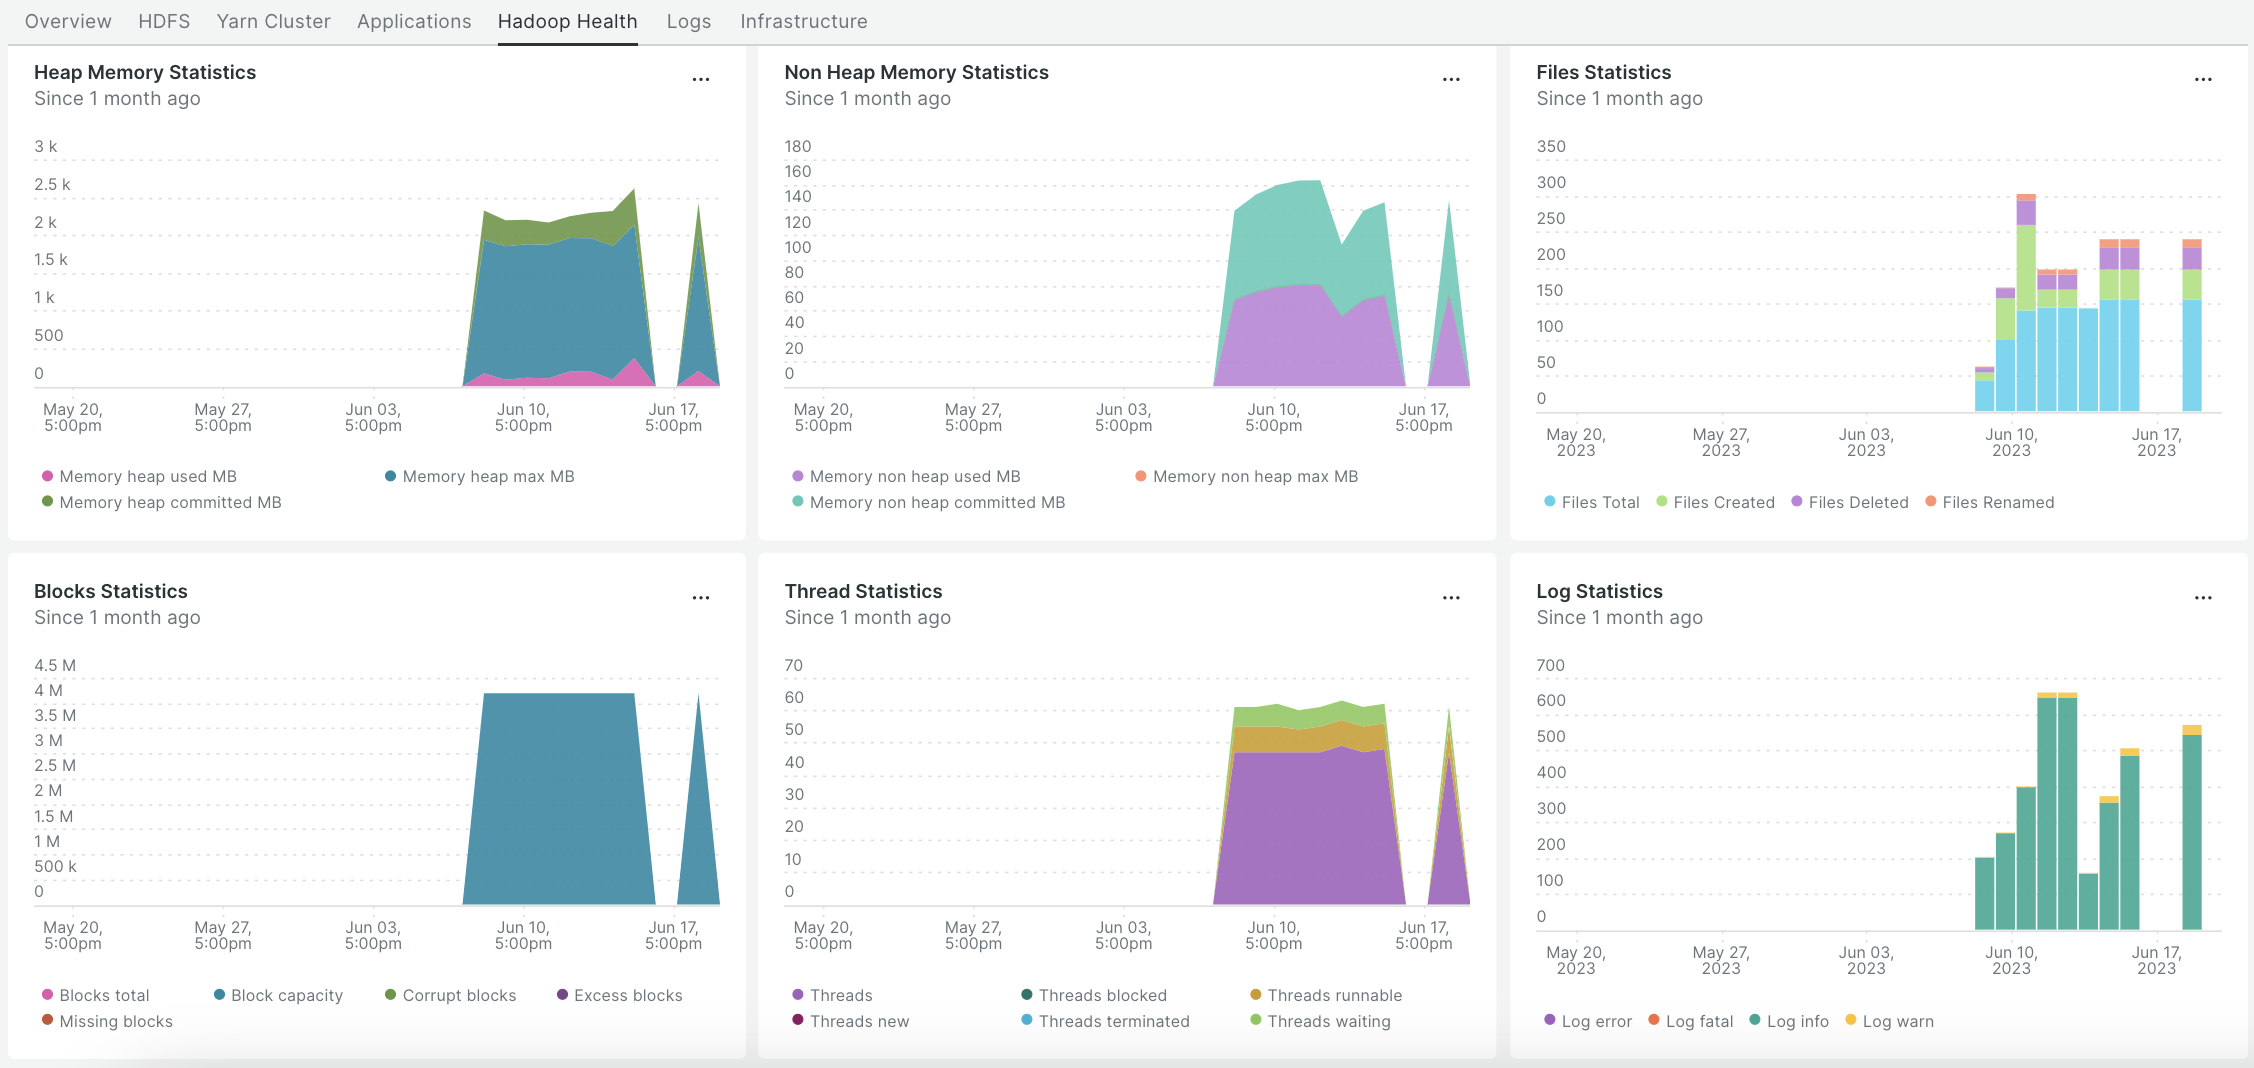 Overview HDFS Yarn Cluster Applications Hadoop Health Logs Infrastructure
Heap Memory Statistics
...
Since 1 month ago
3 k
2.5 k
2 k
1.5 k
1 k
500
0
May 20, May 27, Jun 03, Jun 10, Jun 17,
5:00pm 5:00pm 5:00pm 5:00pm 5:00pm
Memory heap used MB Memory heap max MB
Memory heap committed MB
Non Heap Memory Statistics
...
Since 1 month ago
180
160
140
120
100
80
60
40
20
0
May 20, May 27, Jun 03, Jun 10, Jun 17,
5:00pm 5:00pm 5:00pm 5:00pm 5:00pm
Memory non heap used MB Memory non heap max MB
Memory non heap committed MB
Files Statistics
...
Since 1 month ago
350
300
250
200
150
100
50
0
May 20, May 27, Jun 03, Jun 10, Jun 17,
2023 2023 2023 2023 2023
Files Total Files Created Files Deleted Files Renamed
Blocks Statistics
...
Since 1 month ago
4.5 M
4 M
3.5 M
3 M
2.5 M
2 M
1.5 M
1 M
500 k
0
May 20, May 27, Jun 03, Jun 10, Jun 17,
5:00pm 5:00pm 5:00pm 5:00pm 5:00pm
Blocks total Block capacity Corrupt blocks Excess blocks
Missing blocks
Thread Statistics
...
Since 1 month ago
70
60
50
40
30
20
10
0
May 20, May 27, Jun 03, Jun 10, Jun 17,
5:00pm 5:00pm 5:00pm 5:00pm 5:00pm
Threads Threads blocked Threads runnable
Threads new Threads terminated Threads waiting
Log Statistics
...
Since 1 month ago
700
600
500
400
300
200
100
0
May 20, May 27, Jun 03, Jun 10, Jun 17,
2023 2023 2023 2023 2023
Log error Log fatal Log info Log warn